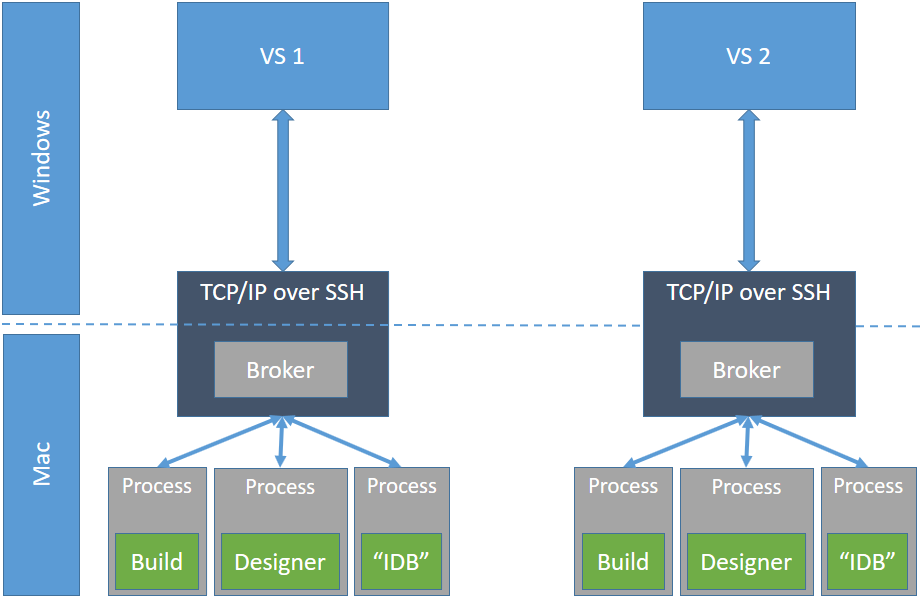 Windows
VS 1
VS 2
TCP/IP over SSH
TCP/IP over SSH
Broker
Broker
Mac
Process
Process
Process
Process
Process
Process
Build
Designer
“IDB”
Build
Designer
“IDB”